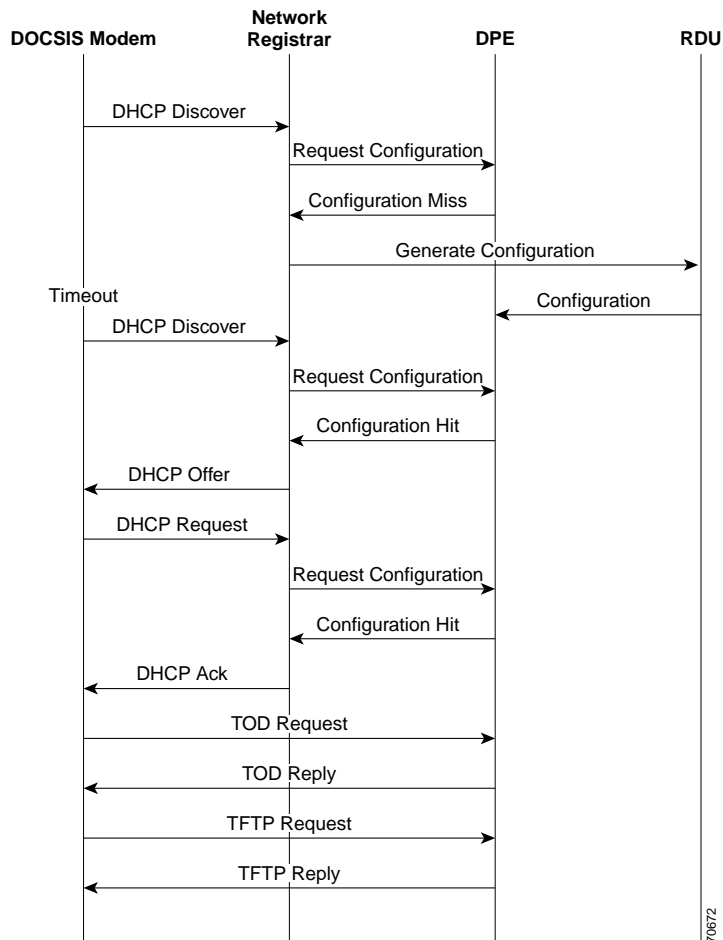 DOCSIS Modem
Network
Registrar
DPE
RDU
DHCP Discover
Request Configuration
Configuration Miss
Generate Configuration
Timeout
Configuration
DHCP Discover
Request Configuration
Configuration Hit
DHCP Offer
DHCP Request
Request Configuration
Configuration Hit
DHCP Ack
TOD Request
TOD Reply
TFTP Request
TFTP Reply
70672